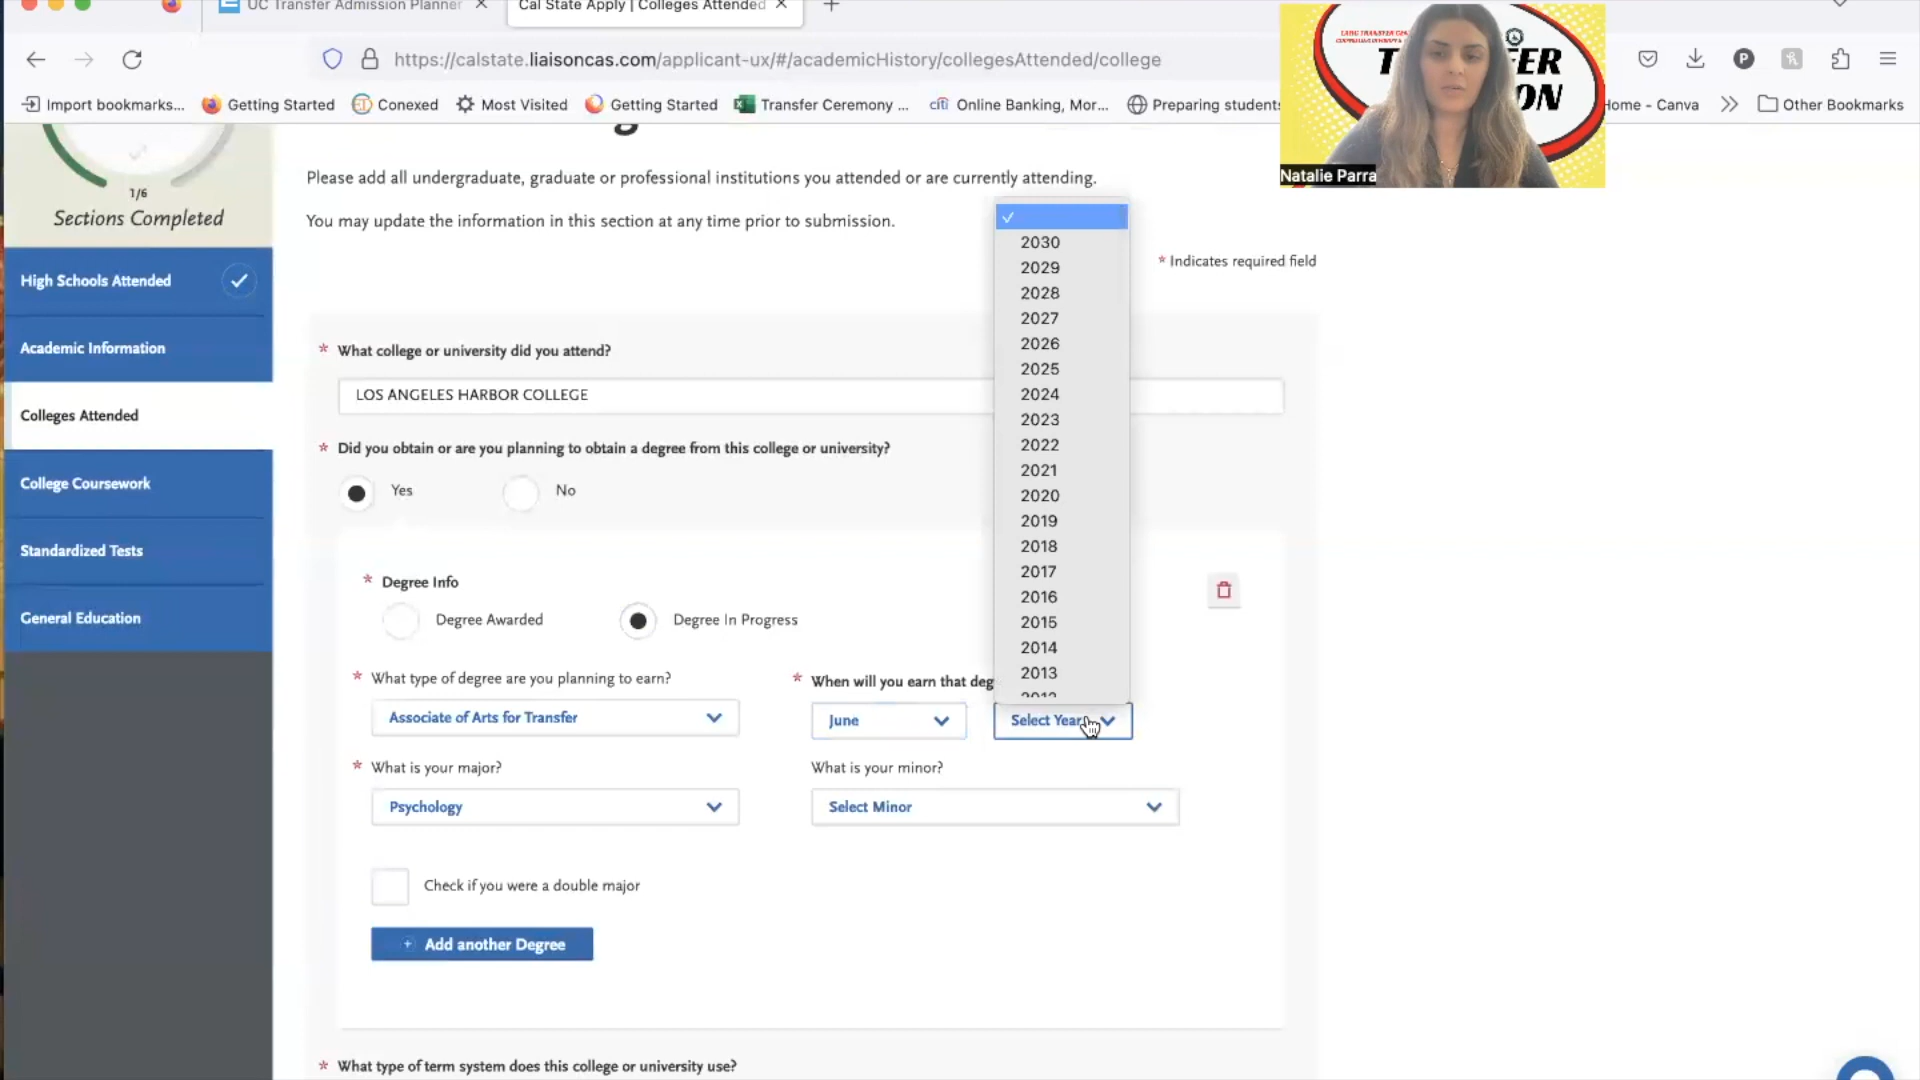 UC Transfer Admission Planner
Cal State Apply | Colleges Attended
https://calstate.liaisoncas.com/applicant-ux/#/academicHistory/collegesAttended/college
Import bookmarks...
Getting Started
Conexed
Most Visited
Getting Started
Transfer Ceremony ...
citi
Online Banking, Mor...
Preparing students
Home - Canva
Other Bookmarks
P
Natalie Parra
1/6
Sections Completed
High Schools Attended
Academic Information
Colleges Attended
College Coursework
Standardized Tests
General Education
Please add all undergraduate, graduate or professional institutions you attended or are currently attending.
You may update the information in this section at any time prior to submission.
* Indicates required field
* What college or university did you attend?
LOS ANGELES HARBOR COLLEGE
* Did you obtain or are you planning to obtain a degree from this college or university?
Yes
No
* Degree Info
Degree Awarded
Degree In Progress
* What type of degree are you planning to earn?
Associate of Arts for Transfer
* When will you earn that deg
June
Select Year
2030
2029
2028
2027
2026
2025
2024
2023
2022
2021
2020
2019
2018
2017
2016
2015
2014
2013
2012
* What is your major?
Psychology
What is your minor?
Select Minor
Check if you were a double major
+ Add another Degree
* What type of term system does this college or university use?